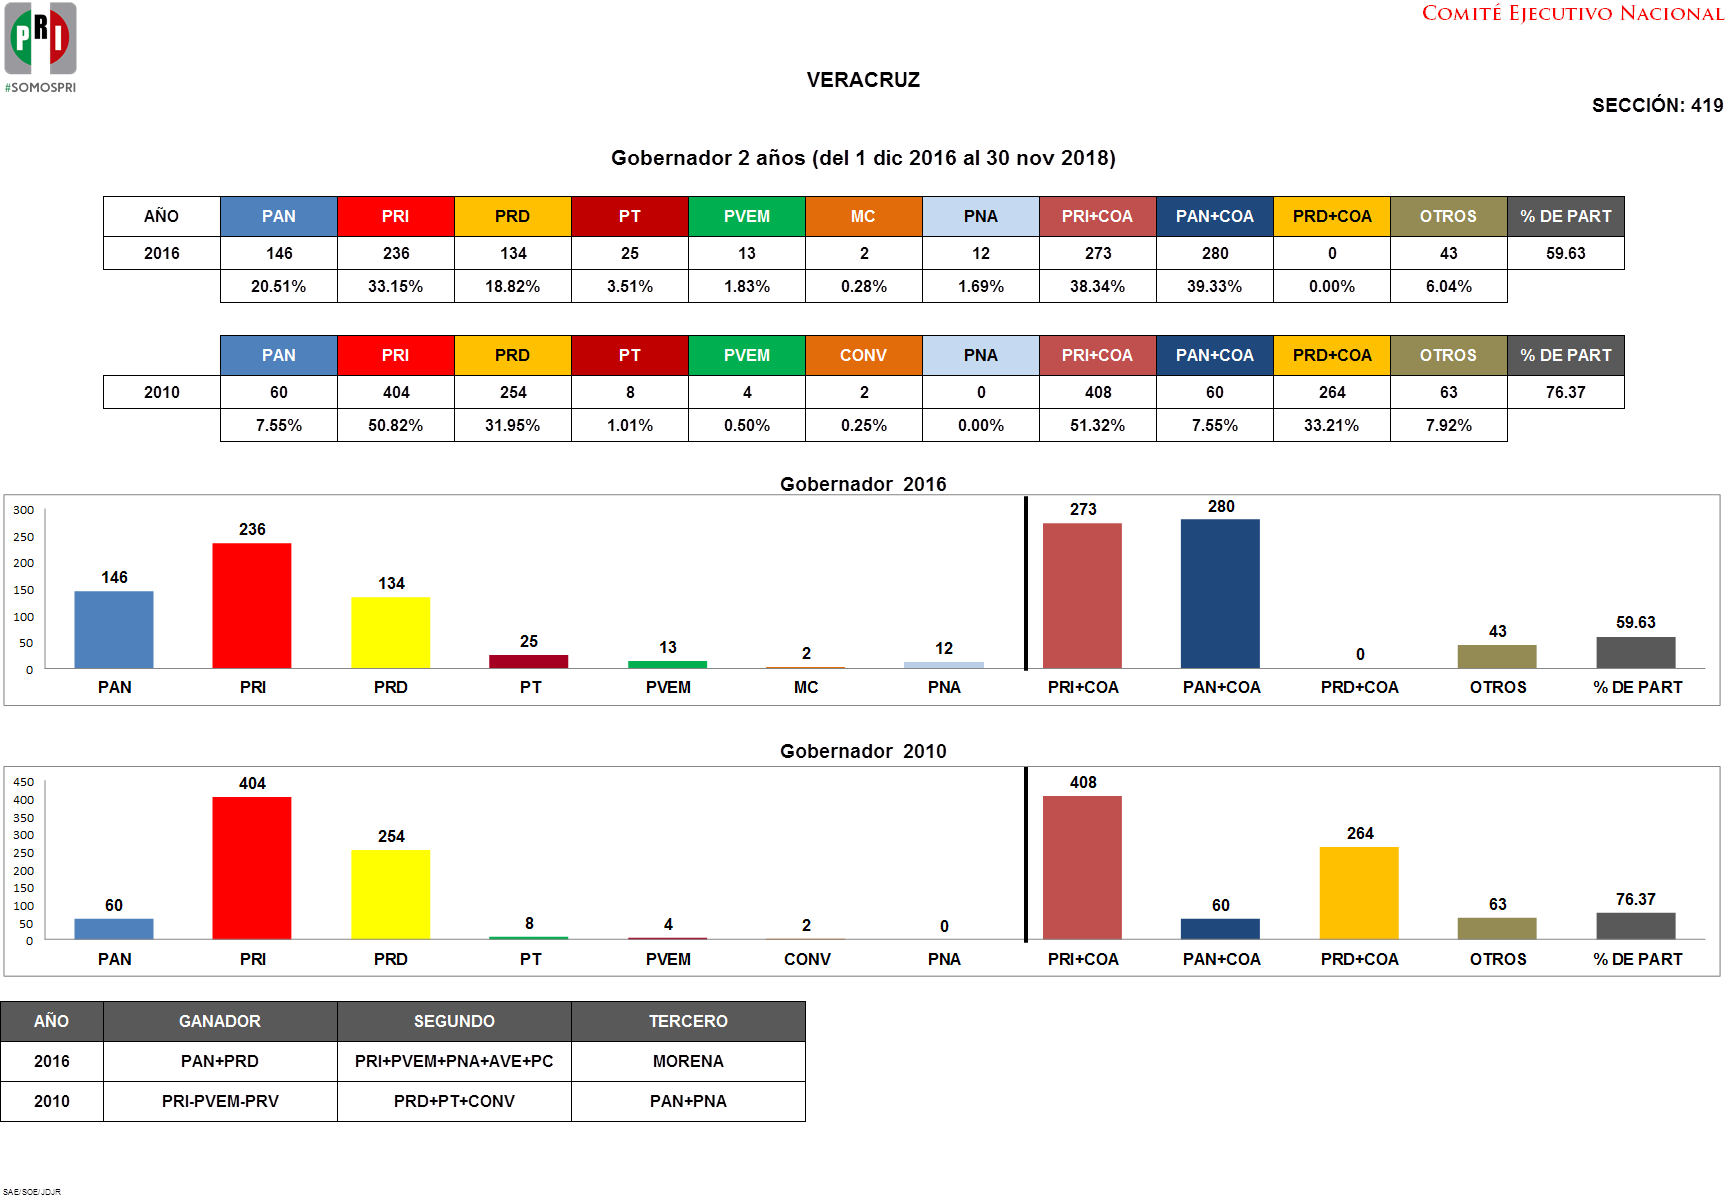 PRI
#SOMOSPRI
COMITÉ EJECUTIVO NACIONAL
VERACRUZ
SECCIÓN: 419
Gobernador 2 años (del 1 dic 2016 al 30 nov 2018)
AÑO PAN PRI PRD PT PVEM MC PNA PRI+COA PAN+COA PRD+COA OTROS % DE PART
2016 146 236 134 25 13 2 12 273 280 0 43 59.63
20.51% 33.15% 18.82% 3.51% 1.83% 0.28% 1.69% 38.34% 39.33% 0.00% 6.04%
PAN PRI PRD PT PVEM CONV PNA PRI+COA PAN+COA PRD+COA OTROS % DE PART
2010 60 404 254 8 4 2 0 408 60 264 63 76.37
7.55% 50.82% 31.95% 1.01% 0.50% 0.25% 0.00% 51.32% 7.55% 33.21% 7.92%
Gobernador 2016
300
250
200
150
100
50
0
146 236 134 25 13 2 12 273 280 0 43 59.63
PAN PRI PRD PT PVEM MC PNA PRI+COA PAN+COA PRD+COA OTROS % DE PART
Gobernador 2010
450
400
350
300
250
200
150
100
50
0
60 404 254 8 4 2 0 408 60 264 63 76.37
PAN PRI PRD PT PVEM CONV PNA PRI+COA PAN+COA PRD+COA OTROS % DE PART
AÑO GANADOR SEGUNDO TERCERO
2016 PAN+PRD PRI+PVEM+PNA+AVE+PC MORENA
2010 PRI-PVEM-PRV PRD+PT+CONV PAN+PNA
SAE/SOE/JDJR